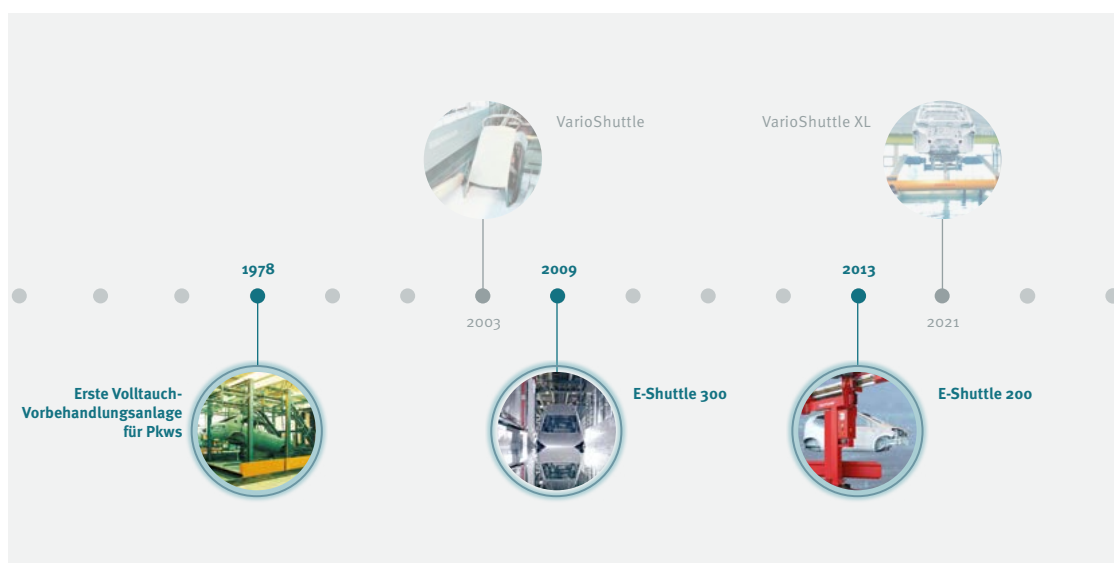 VarioShuttle
VarioShuttle XL
1978
2009
2013
2003
2021
Erste Volltauch-
Vorbehandlungsanlage
für Pkws
E-Shuttle 300
E-Shuttle 200